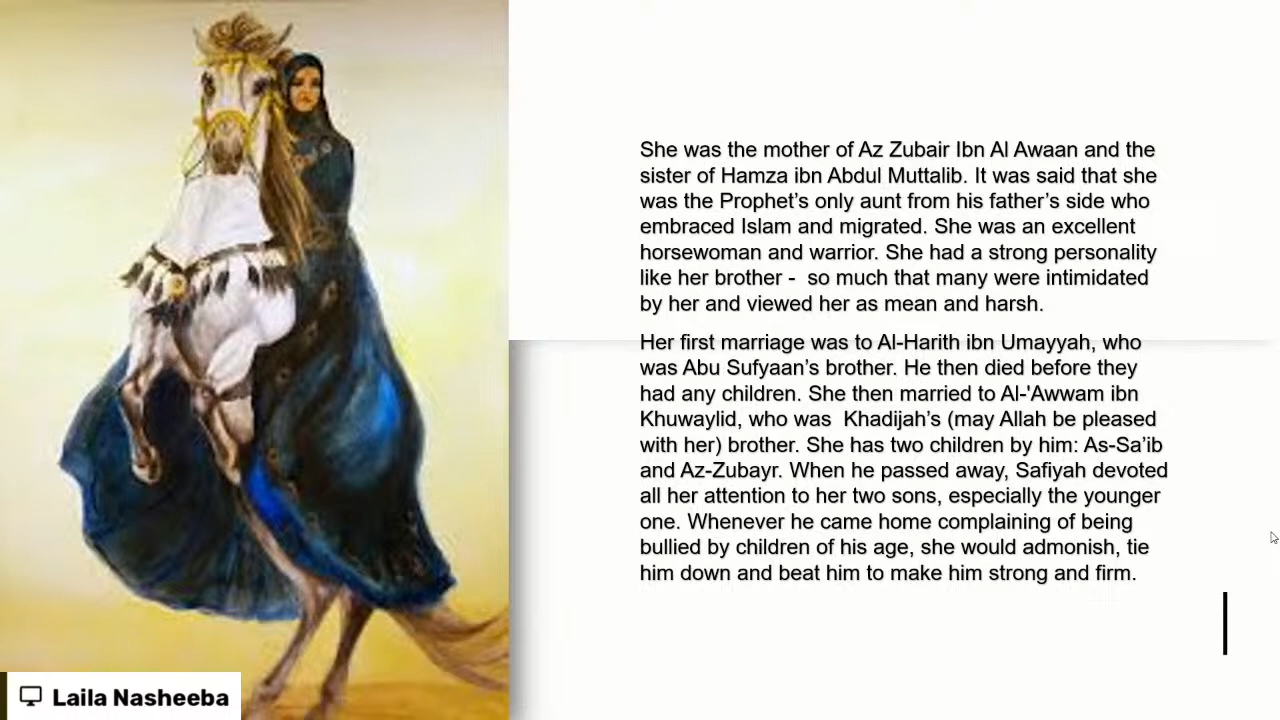 She was the mother of Az Zubair Ibn Al Awaan and the
sister of Hamza ibn Abdul Muttalib. It was said that she
was the Prophet’s only aunt from his father’s side who
embraced Islam and migrated. She was an excellent
horsewoman and warrior. She had a strong personality
like her brother -  so much that many were intimidated
by her and viewed her as mean and harsh.
Her first marriage was to Al-Harith ibn Umayyah, who
was Abu Sufyaan’s brother. He then died before they
had any children. She then married to Al-'Awwam ibn
Khuwaylid, who was  Khadijah’s (may Allah be pleased
with her) brother. She has two children by him: As-Sa’ib
and Az-Zubayr. When he passed away, Safiyah devoted
all her attention to her two sons, especially the younger
one. Whenever he came home complaining of being
bullied by children of his age, she would admonish, tie
him down and beat him to make him strong and firm.
Laila Nasheeba